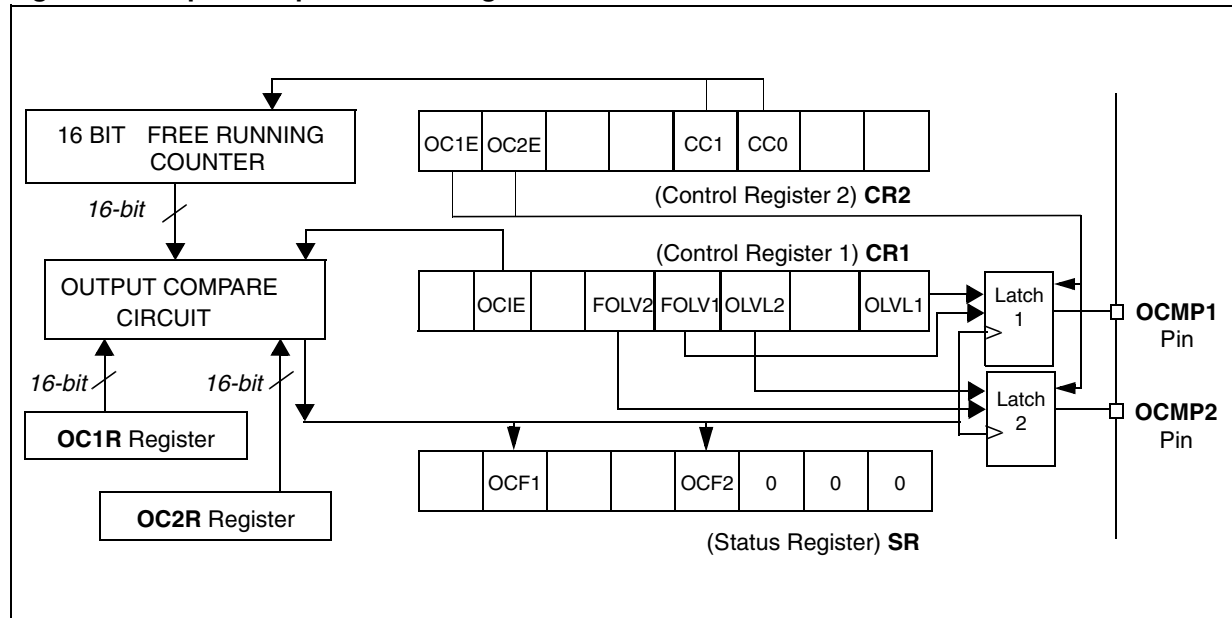 16 BIT FREE RUNNING
COUNTER
OC1E OC2E CC1 CC0
(Control Register 2) CR2
16-bit
(Control Register 1) CR1
OUTPUT COMPARE
CIRCUIT
OCIE FOLV2 FOLV1 OLVL2 OLVL1
Latch
1
OCMP1
Pin
16-bit
16-bit
Latch
2
OCMP2
Pin
OC1R Register
OCF1 OCF2 0 0 0
OC2R Register
(Status Register) SR